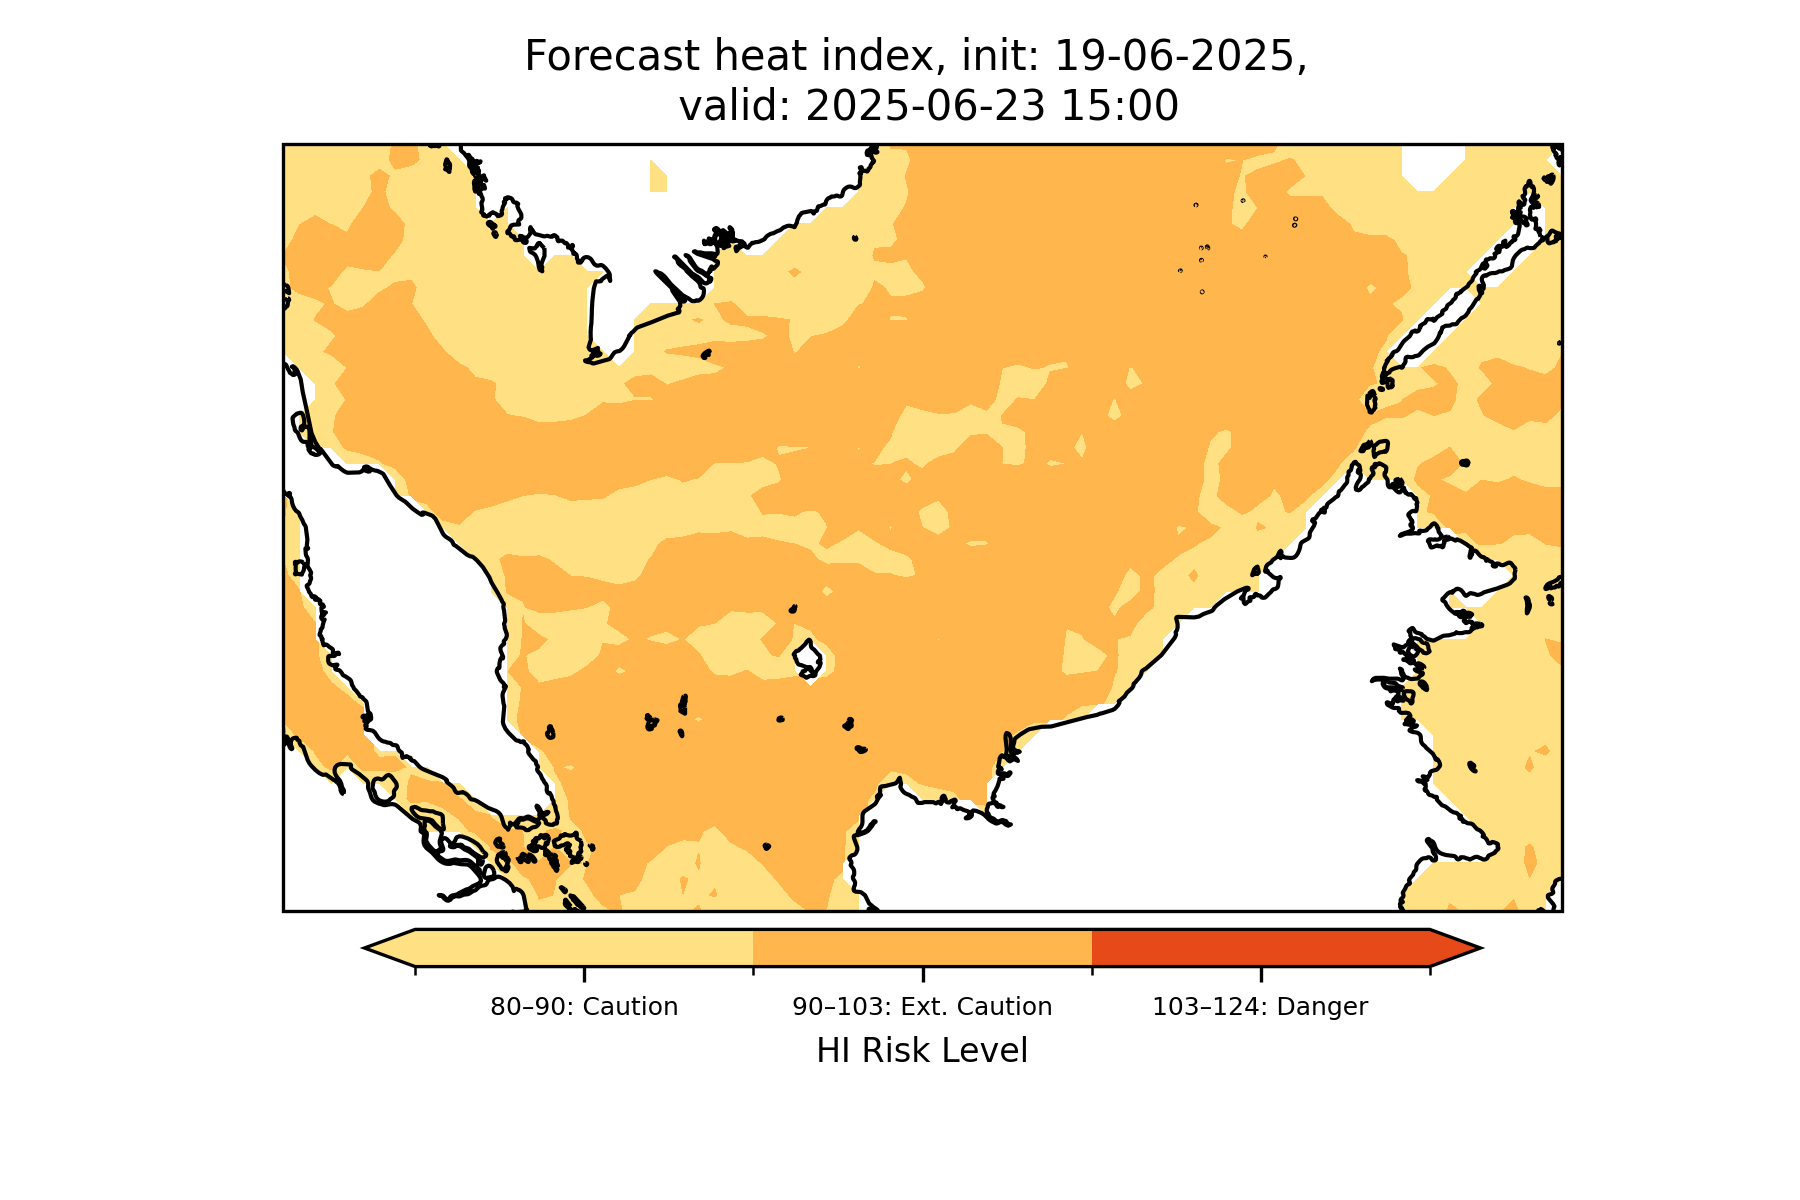 Forecast heat index, init: 19-06-2025,
valid: 2025-06-23 15:00
80–90: Caution
90–103: Ext. Caution
103–124: Danger
HI Risk Level